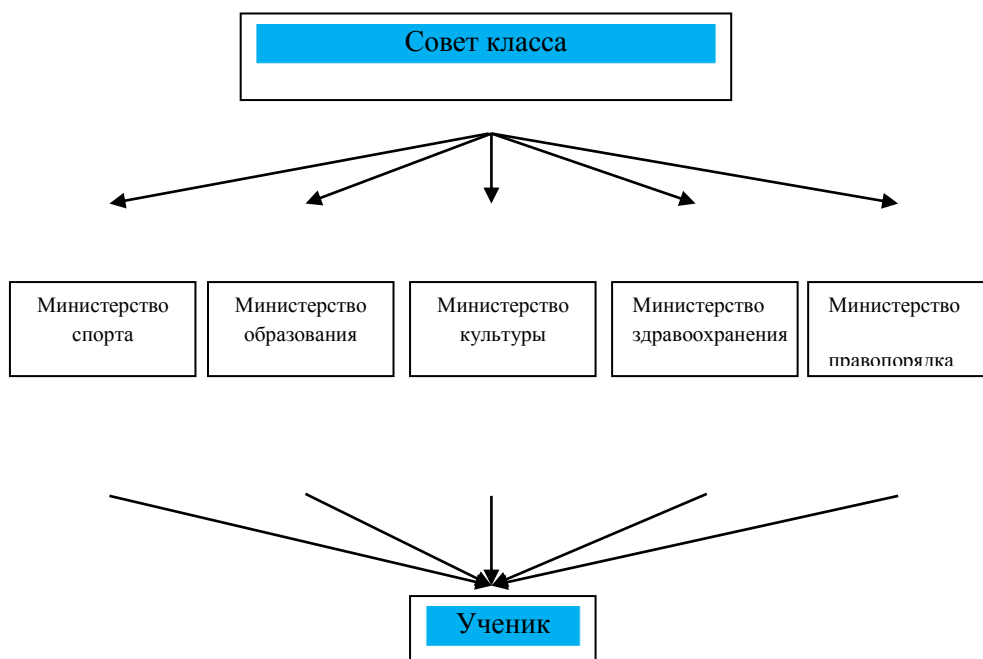 Совет класса
Министерство
спорта
Министерство
образования
Министерство
культуры
Министерство
здравоохранения
Министерство
правопорядка
Ученик